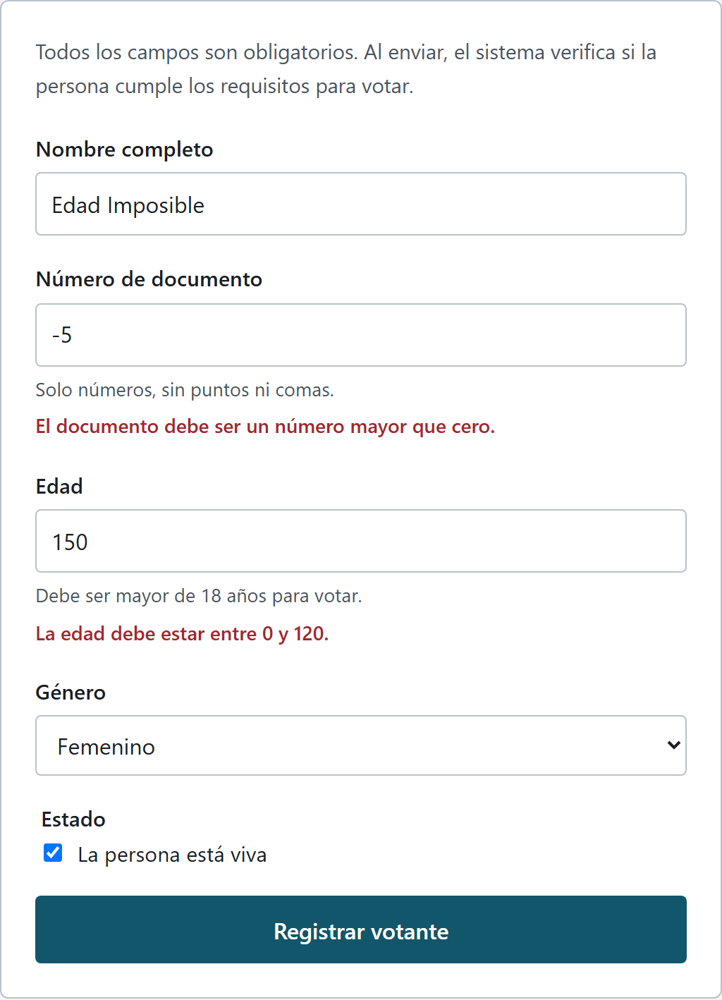 Todos los campos son obligatorios. Al enviar, el sistema verifica si la
persona cumple los requisitos para votar.
Nombre completo
Edad Imposible
Número de documento
-5
Solo números, sin puntos ni comas.
El documento debe ser un número mayor que cero.
Edad
150
Debe ser mayor de 18 años para votar.
La edad debe estar entre 0 y 120.
Género
Femenino
Estado
La persona está viva
Registrar votante